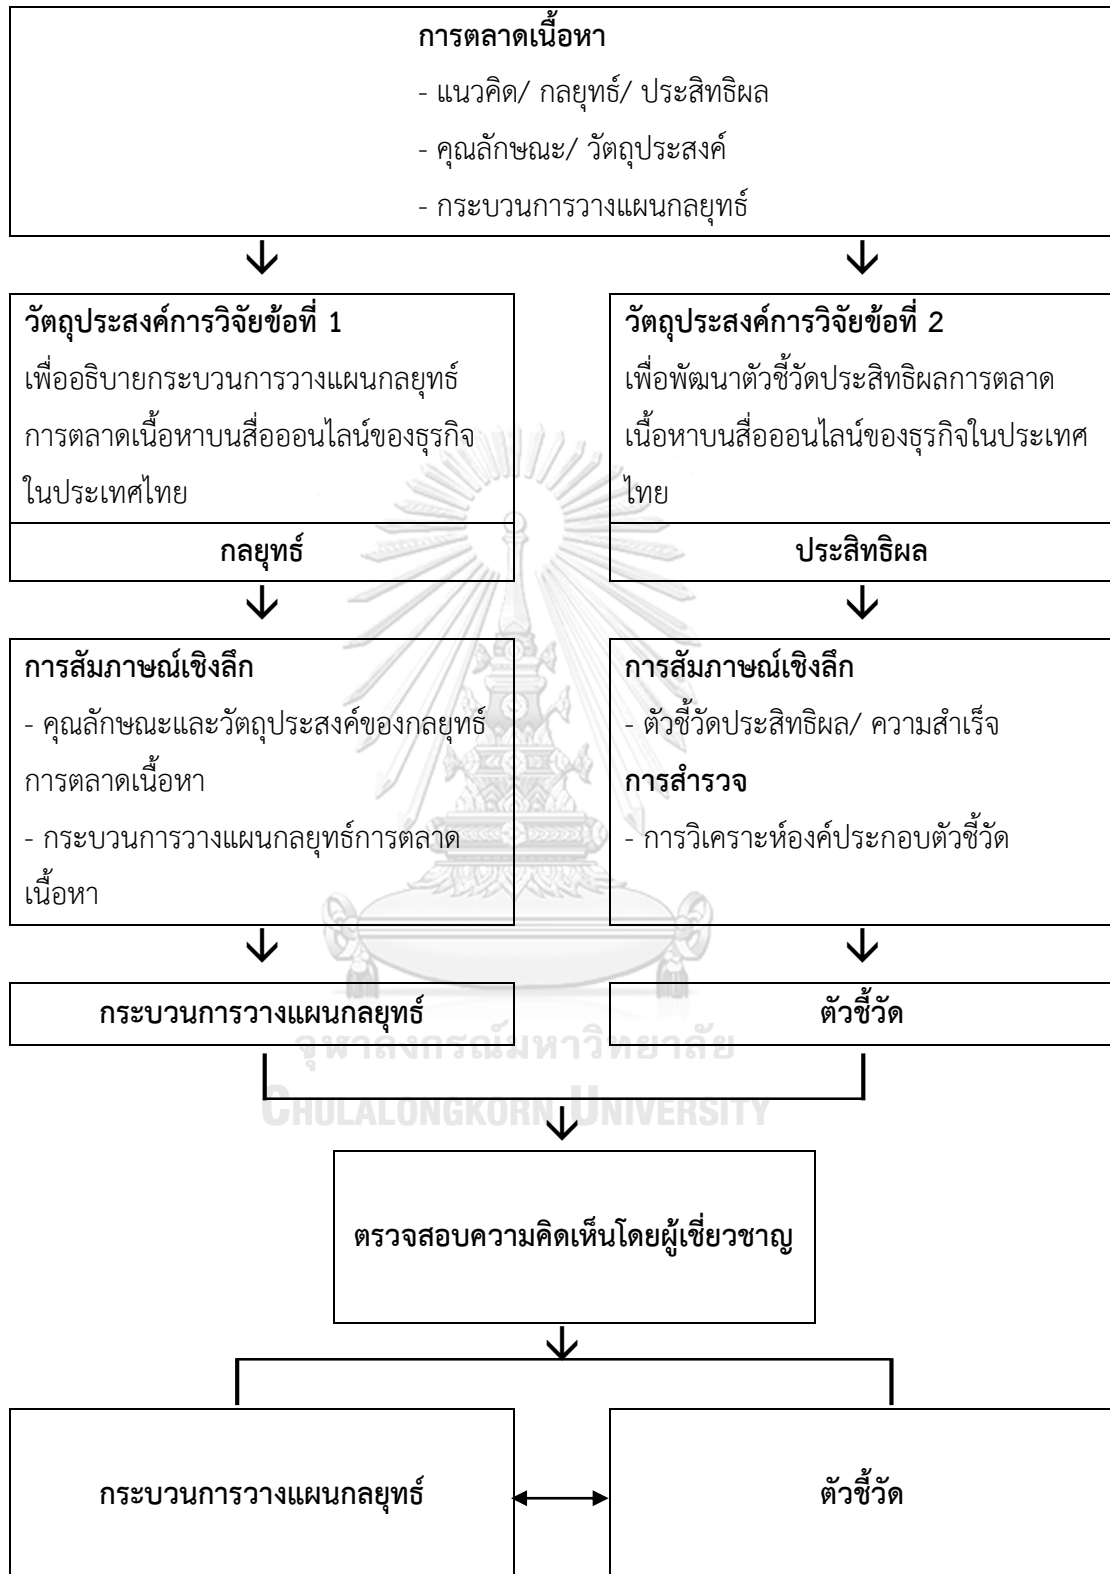 การตลาดเนื้อหา
- แนวคิด/ กลยุทธ์/ ประสิทธิผล
- คุณลักษณะ/ วัตถุประสงค์
- กระบวนการวางแผนกลยุทธ์
วัตถุประสงค์การวิจัยข้อที่ 1
เพื่ออธิบายกระบวนการวางแผนกลยุทธ์
การตลาดเนื้อหาบนสื่อออนไลน์ของธุรกิจ
ในประเทศไทย
กลยุทธ์
วัตถุประสงค์การวิจัยข้อที่ 2
เพื่อพัฒนาตัวชี้วัดประสิทธิผลการตลาด
เนื้อหาบนสื่อออนไลน์ของธุรกิจในประเทศ
ไทย
ประสิทธิผล
การสัมภาษณ์เชิงลึก
- คุณลักษณะและวัตถุประสงค์ของกลยุทธ์
การตลาดเนื้อหา
- กระบวนการวางแผนกลยุทธ์การตลาด
เนื้อหา
การสัมภาษณ์เชิงลึก
- ตัวชี้วัดประสิทธิผล/ ความสำเร็จ
การสำรวจ
- การวิเคราะห์องค์ประกอบตัวชี้วัด
กระบวนการวางแผนกลยุทธ์
ตัวชี้วัด
จุฬาลงกรณ์มหาวิทยาลัย
CHULALONGKORN UNIVERSITY
ตรวจสอบความคิดเห็นโดยผู้เชี่ยวชาญ
กระบวนการวางแผนกลยุทธ์
ตัวชี้วัด